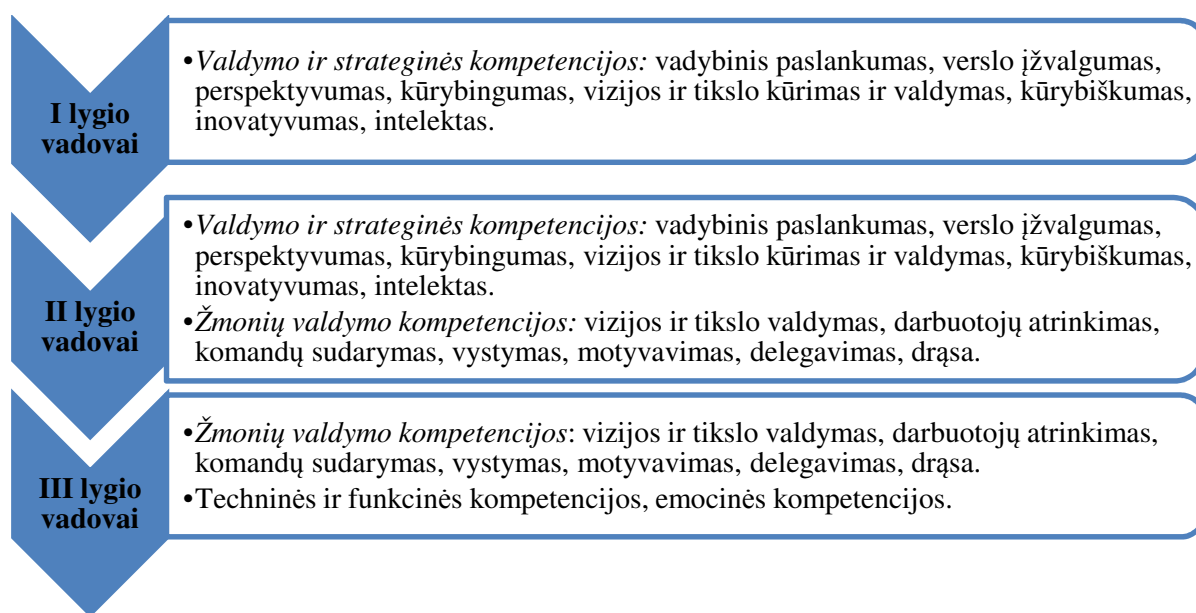 I lygio
vadovai
•Valdymo ir strateginės kompetencijos: vadybinis paslankumas, verslo įžvalgumas,
perspektyvumas, kūrybingumas, vizijos ir tikslo kūrimas ir valdymas, kūrybiškumas,
inovatyvumas, intelektas.
II lygio
vadovai
•Valdymo ir strateginės kompetencijos: vadybinis paslankumas, verslo įžvalgumas,
perspektyvumas, kūrybingumas, vizijos ir tikslo kūrimas ir valdymas, kūrybiškumas,
inovatyvumas, intelektas.
•Žmonių valdymo kompetencijos: vizijos ir tikslo valdymas, darbuotojų atrinkimas,
komandų sudarymas, vystymas, motyvavimas, delegavimas, drąsa.
III lygio
vadovai
•Žmonių valdymo kompetencijos: vizijos ir tikslo valdymas, darbuotojų atrinkimas,
komandų sudarymas, vystymas, motyvavimas, delegavimas, drąsa.
•Techninės ir funkcinės kompetencijos, emocinės kompetencijos.